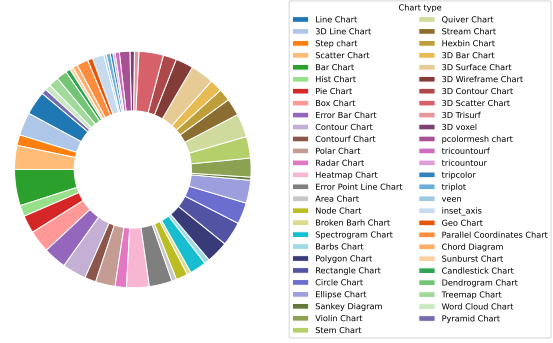 Chart type
Line Chart
3D Line Chart
Step chart
Scatter Chart
Bar Chart
Hist Chart
Pie Chart
Box Chart
Error Bar Chart
Contour Chart
Contourf Chart
Polar Chart
Radar Chart
Heatmap Chart
Error Point Line Chart
Area Chart
Node Chart
Broken Barh Chart
Spectrogram Chart
Barbs Chart
Polygon Chart
Rectangle Chart
Circle Chart
Ellipse Chart
Sankey Diagram
Violin Chart
Stem Chart
Quiver Chart
Stream Chart
Hexbin Chart
3D Bar Chart
3D Surface Chart
3D Wireframe Chart
3D Contour Chart
3D Scatter Chart
3D Trisurf
3D voxel
pcolormesh chart
tricountourf
tricountour
tripcolor
triplot
veen
inset_axis
Geo Chart
Parallel Coordinates Chart
Chord Diagram
Sunburst Chart
Candlestick Chart
Dendrogram Chart
Treemap Chart
Word Cloud Chart
Pyramid Chart